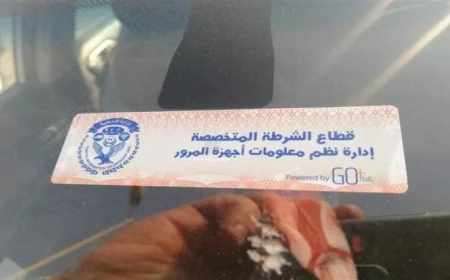 قطاع الشرطة المتخصصة
إدارة نظم معلومات أجهزة المرور
Powered by GO+